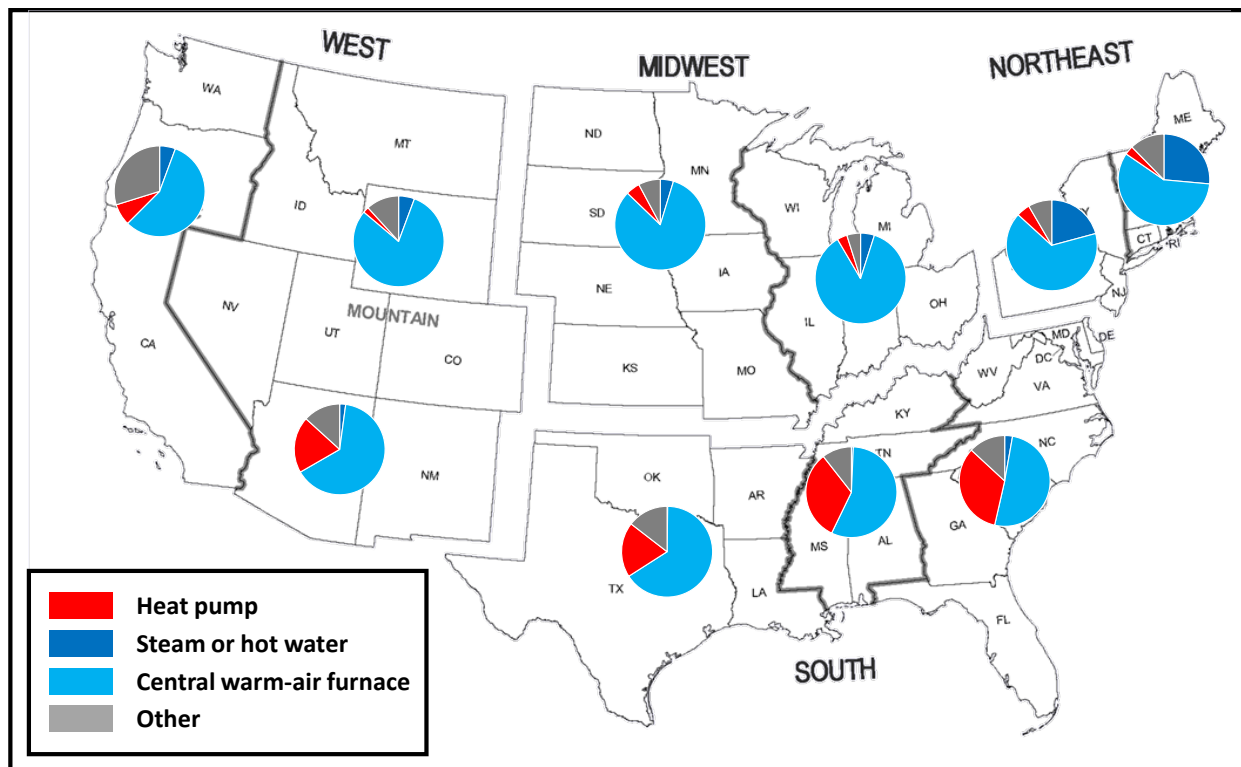 WEST
MIDWEST
NORTHEAST
WA
MT
ND
MN
ME
ID
SD
WI
MI
CT
RI
NV
UT
MOUNTAIN
CO
NE
IA
IL
OH
NJ
CA
KS
MO
WV
MD
DE
DC
VA
KY
NM
OK
AR
TN
NC
TX
LA
MS
AL
GA
FL
SOUTH
Heat pump
Steam or hot water
Central warm-air furnace
Other